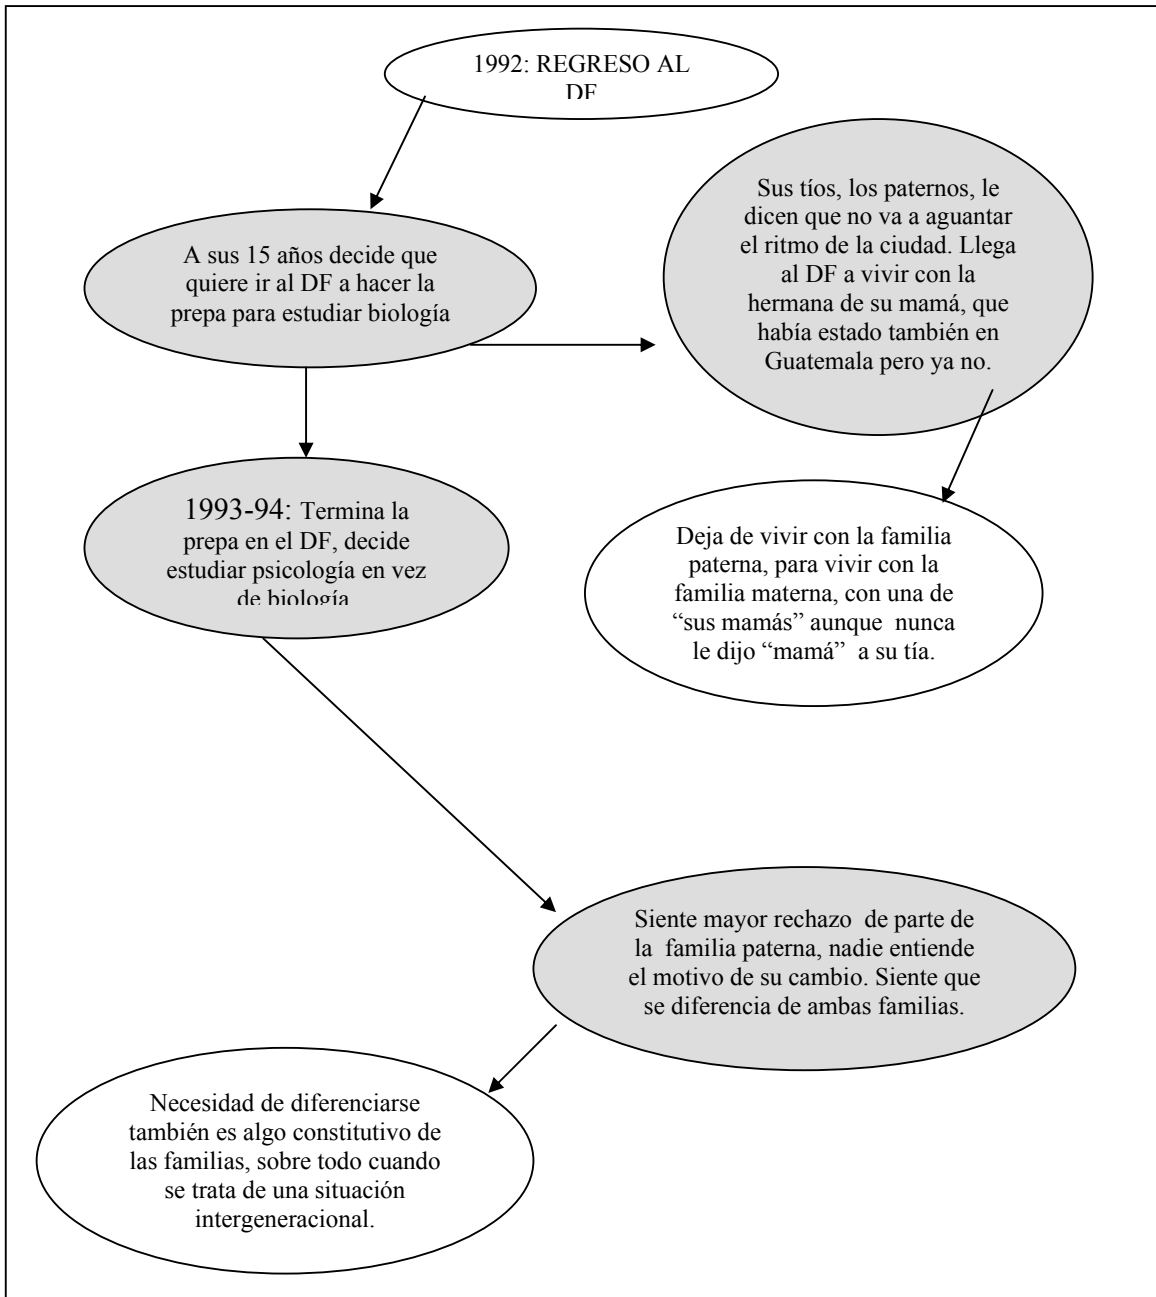 1992: REGRESO AL
DF
Sus tíos, los paternos, le
dicen que no va a aguantar
el ritmo de la ciudad. Llega
al DF a vivir con la
hermana de su mamá, que
había estado también en
Guatemala pero ya no.
A sus 15 años decide que
quiere ir al DF a hacer la
prepa para estudiar biología
1993-94: Termina la
prepa en el DF, decide
estudiar psicología en vez
de biología
Deja de vivir con la familia
paterna, para vivir con la
familia materna, con una de
“sus mamás” aunque nunca
le dijo “mamá” a su tía.
Siente mayor rechazo de parte de
la familia paterna, nadie entiende
el motivo de su cambio. Siente que
se diferencia de ambas familias.
Necesidad de diferenciarse
también es algo constitutivo de
las familias, sobre todo cuando
se trata de una situación
intergeneracional.